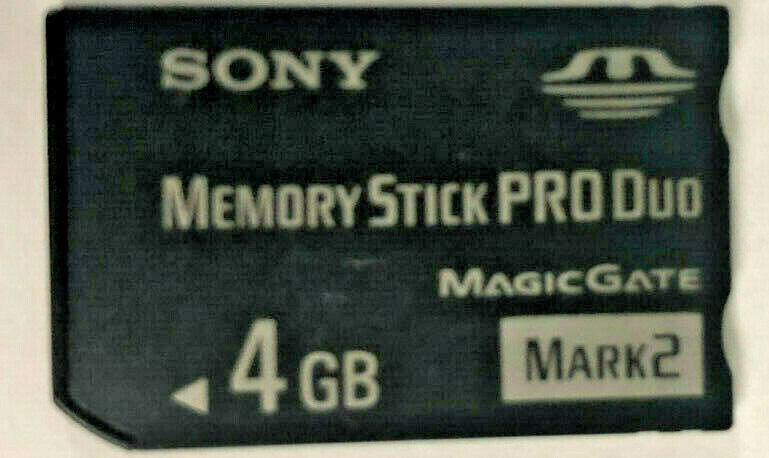 SONY
MEMORY STICK PRO DUO
MAGICGATE
4 GB
MARK2